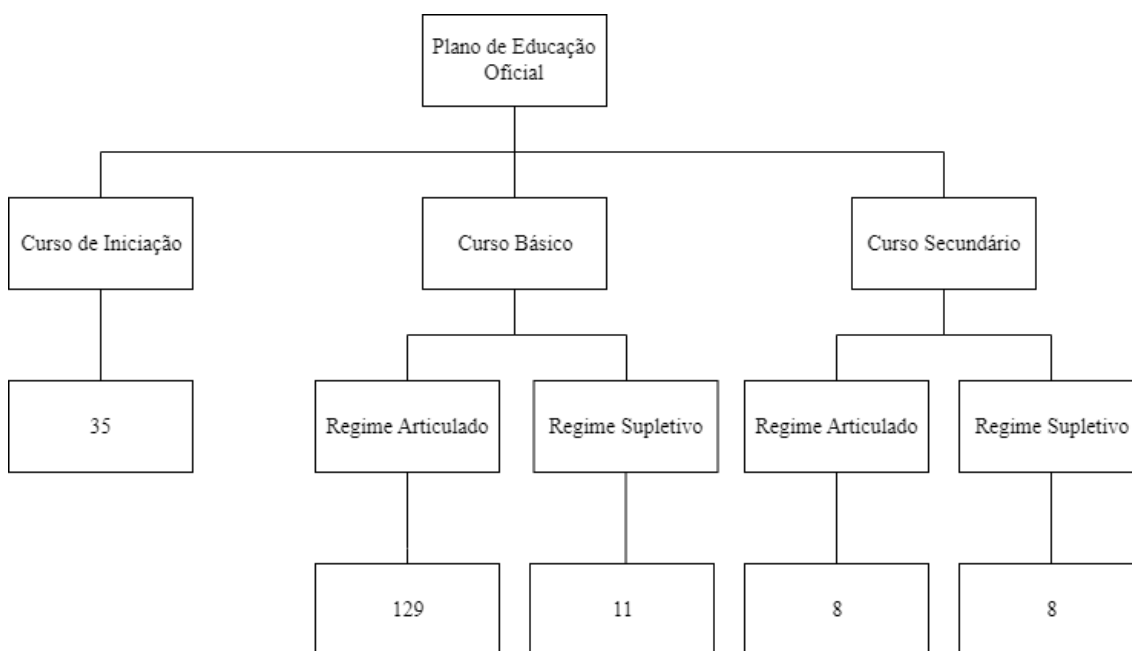 Plano de Educação
Oficial
Curso de Iniciação
Curso Básico
Curso Secundário
35
Regime Articulado
Regime Supletivo
Regime Articulado
Regime Supletivo
129
11
8
8